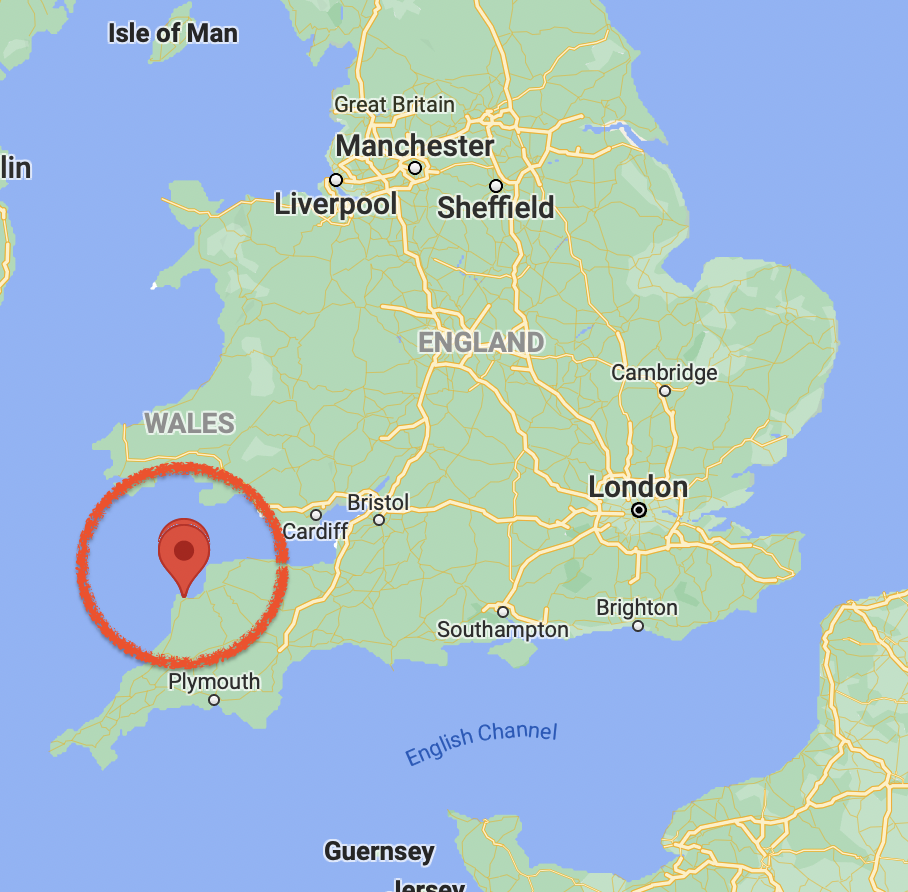 Isle of Man
Great Britain
Manchester
lin
Liverpool
Sheffield
ENGLAND
Cambridge
WALES
London
Bristol
Cardiff
Brighton
Southampton
Plymouth
English Channel
Guernsey
Jersey